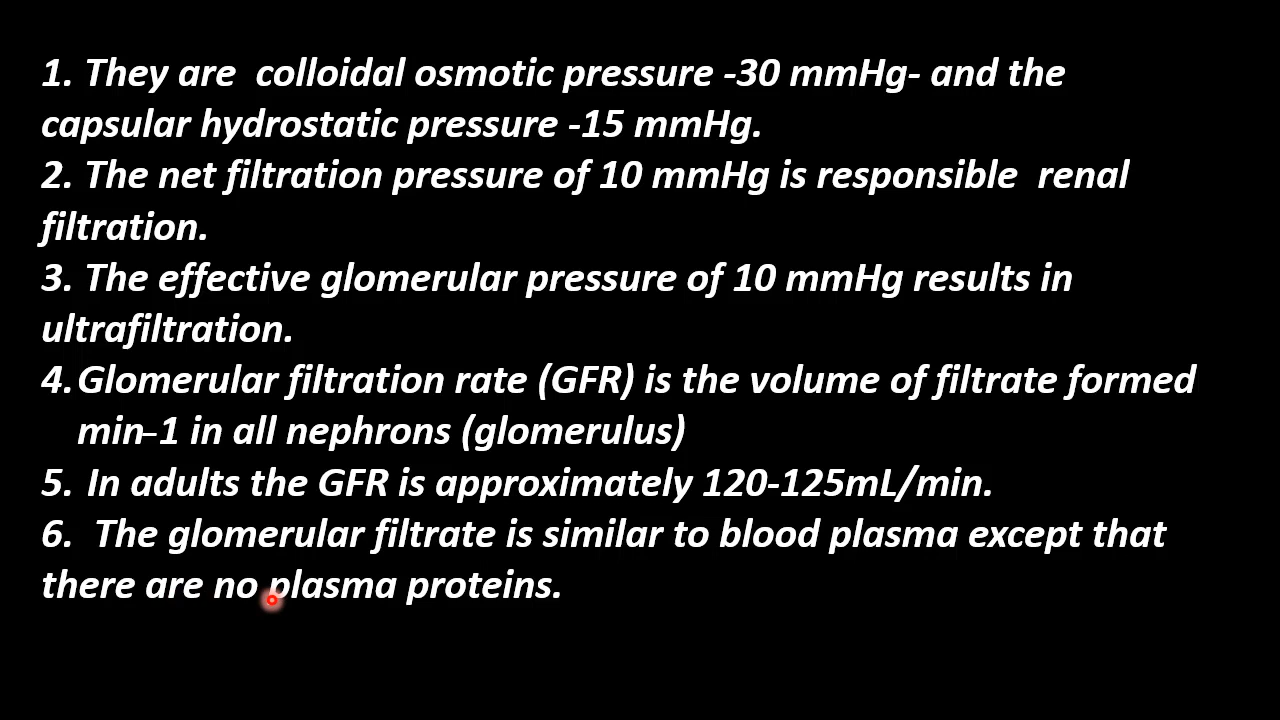 1. They are  colloidal osmotic pressure -30 mmHg- and the
capsular hydrostatic pressure -15 mmHg.
2. The net filtration pressure of 10 mmHg is responsible  renal
filtration.
3. The effective glomerular pressure of 10 mmHg results in
ultrafiltration.
4. Glomerular filtration rate (GFR) is the volume of filtrate formed
min–1 in all nephrons (glomerulus)
5.  In adults the GFR is approximately 120-125mL/min.
6.  The glomerular filtrate is similar to blood plasma except that
there are no plasma proteins.